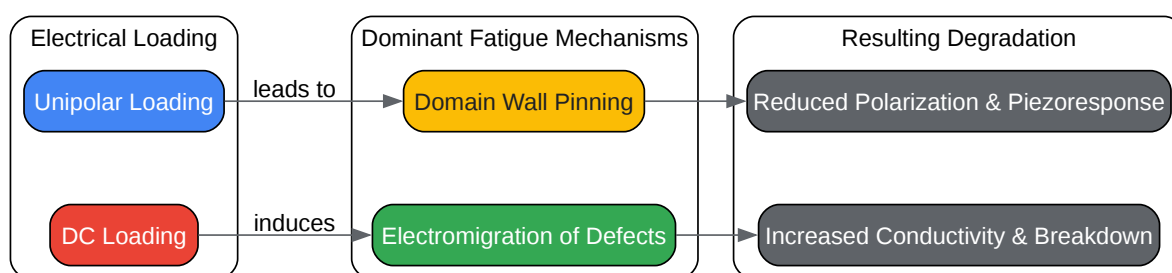 Electrical Loading
Dominant Fatigue Mechanisms
Resulting Degradation
Unipolar Loading
leads to
Domain Wall Pinning
Reduced Polarization & Piezoresponse
DC Loading
induces
Electromigration of Defects
Increased Conductivity & Breakdown